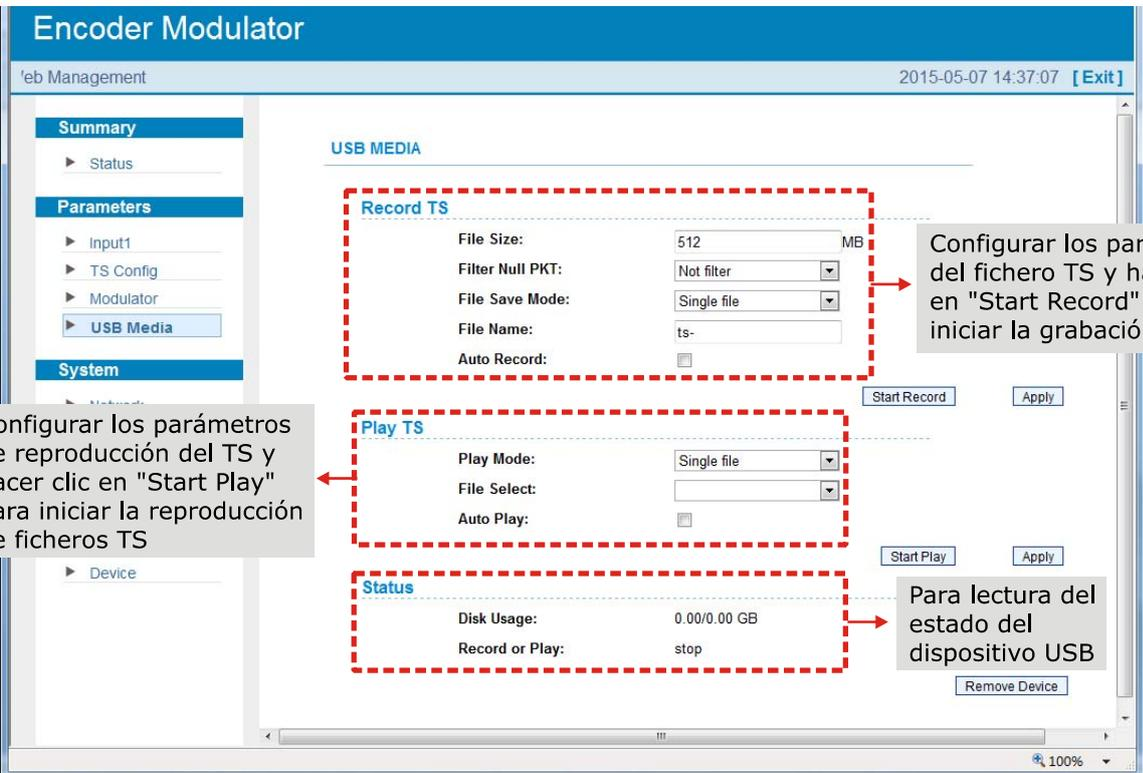 Encoder Modulator
'eb Management
2015-05-07 14:37:07 [ Exit ]
Summary
Status
Parameters
Input1
TS Config
Modulator
USB Media
System
Device
USB MEDIA
Record TS
File Size: 512 MB
Filter Null PKT: Not filter
File Save Mode: Single file
File Name: ts-
Auto Record:
Start Record Apply
Configurar los par
del fichero TS y ha
en "Start Record"
iniciar la grabació
Play TS
Play Mode: Single file
File Select:
Auto Play:
Start Play Apply
onfigurar los parámetros
e reproducción del TS y
acer clic en "Start Play"
ara iniciar la reproducción
e ficheros TS
Status
Disk Usage: 0.00/0.00 GB
Record or Play: stop
Para lectura del
estado del
dispositivo USB
Remove Device
100%